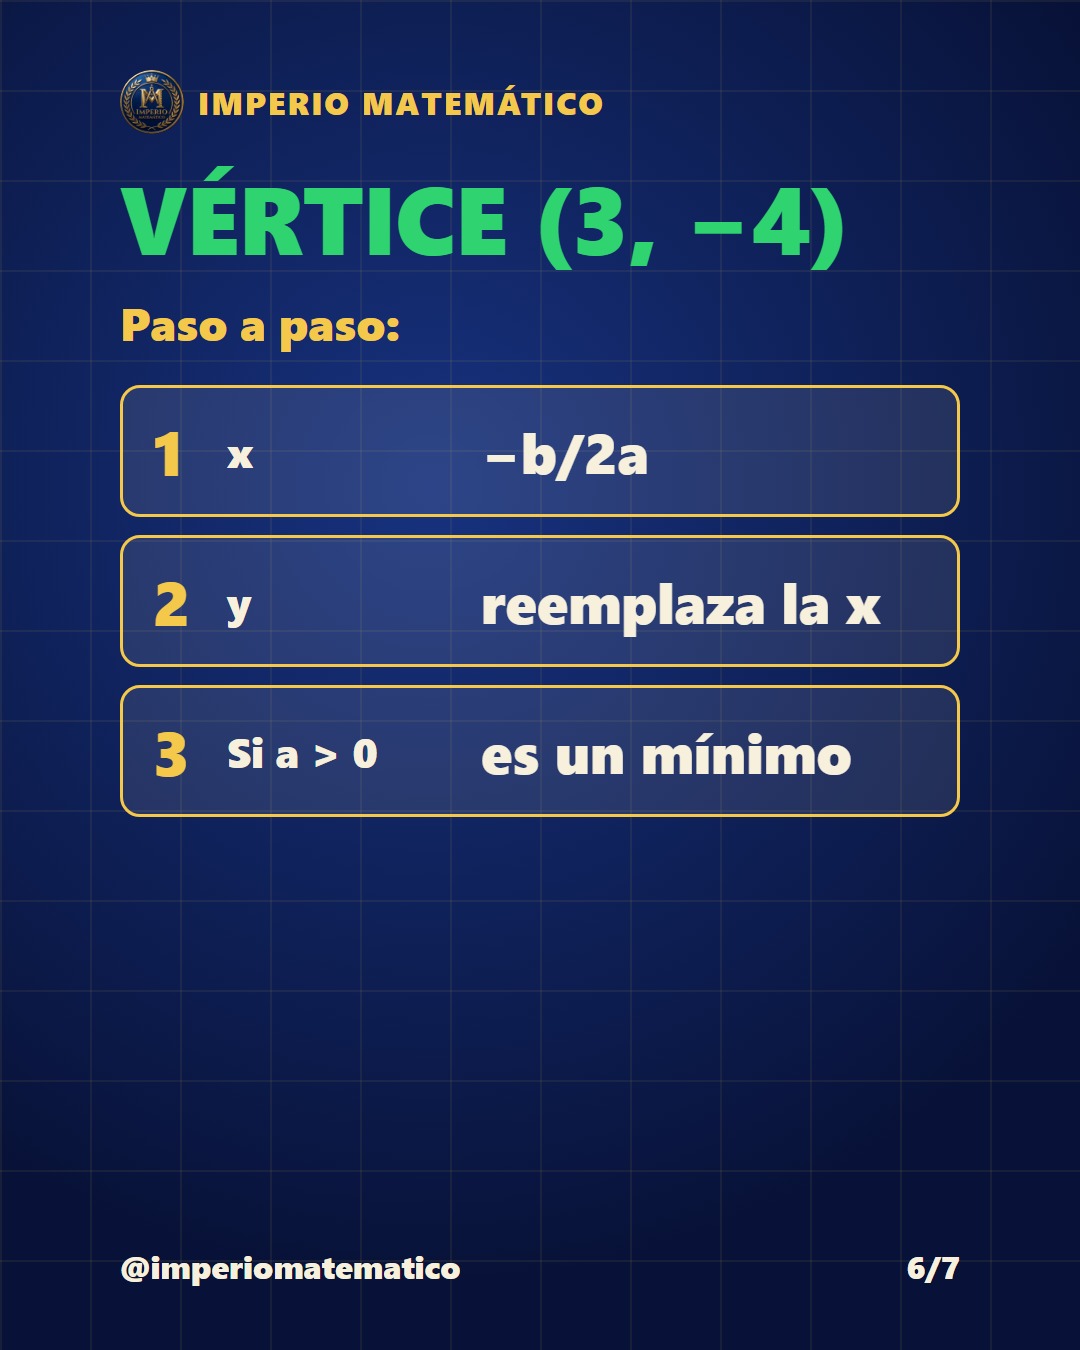 IMPERIO MATEMÁTICO
VÉRTICE (3, −4)
Paso a paso:
1 x −b/2a
2 y reemplaza la x
3 Si a > 0 es un mínimo
@imperiomatematico 6/7